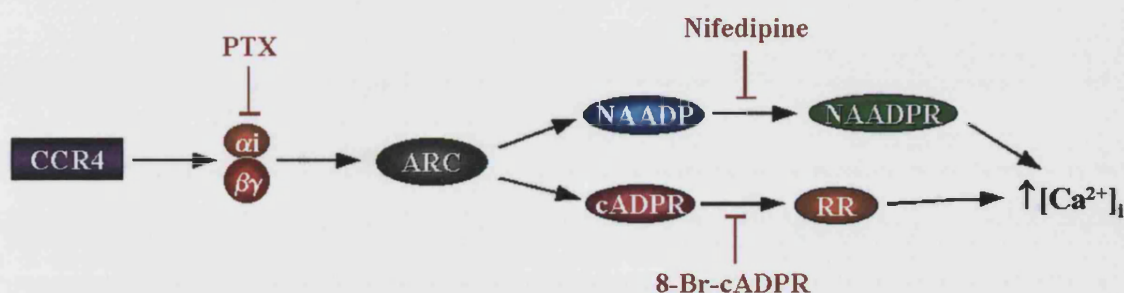 Nifedipine
PTX
CCR4
αi
βγ
ARC
NAADP
NAADPR
cADPR
RR
↑[Ca²⁺]ᵢ
8-Br-cADPR